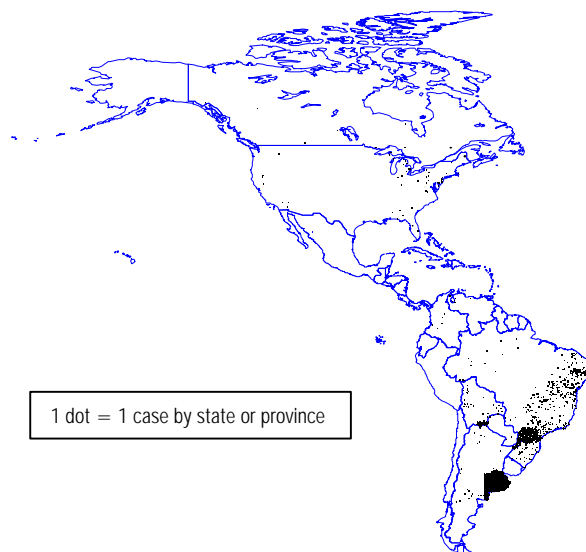 1 dot = 1 case by state or province